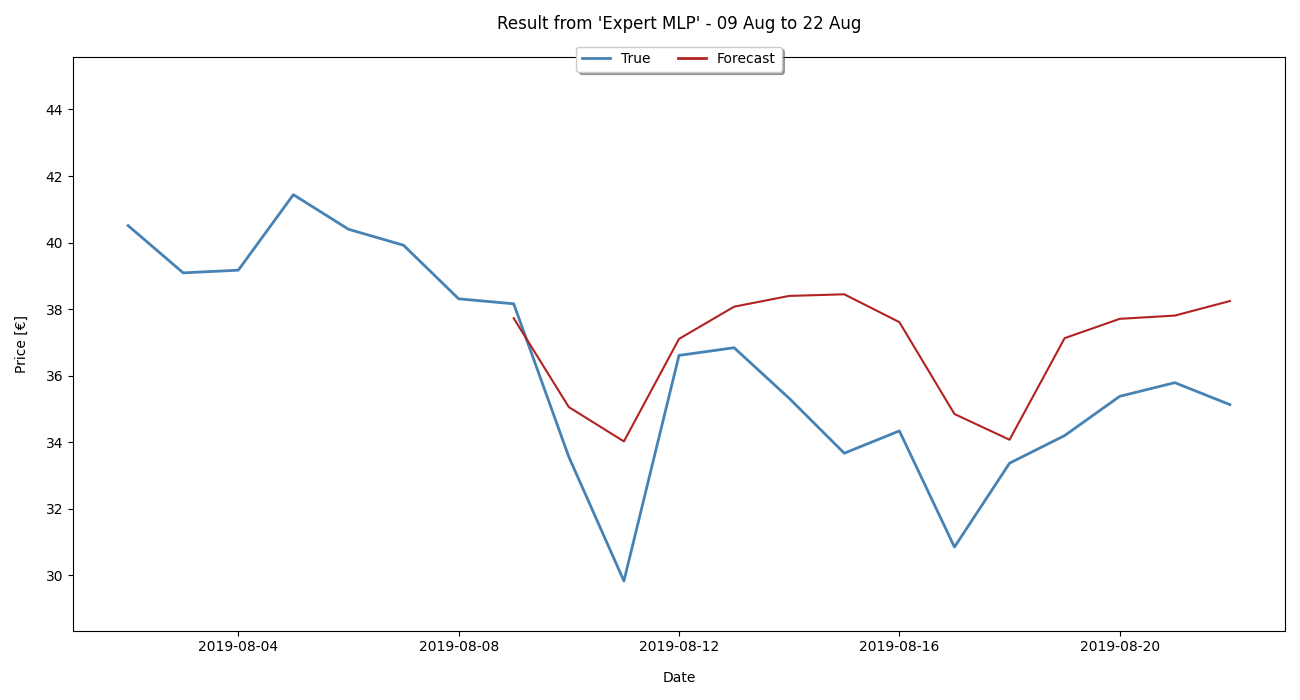 Result from 'Expert MLP' - 09 Aug to 22 Aug
True
Forecast
44
42
40
38
36
34
32
30
Price [€]
2019-08-04
2019-08-08
2019-08-12
2019-08-16
2019-08-20
Date